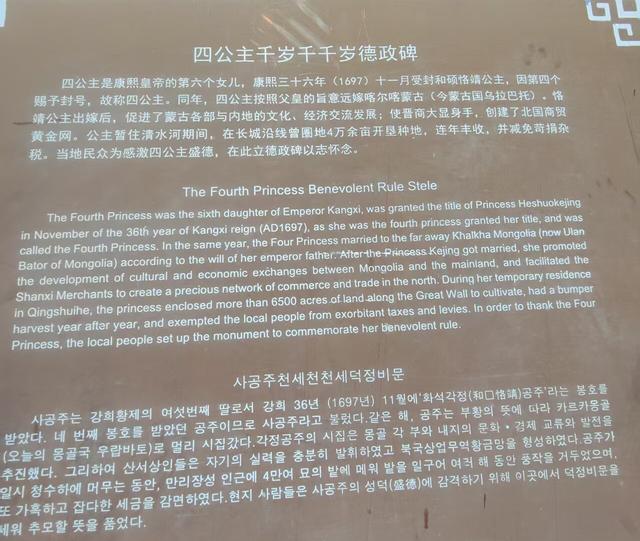 四公主千岁千千岁德政碑
四公主是康熙皇帝的第六个女儿，康熙三十六年（1697）十一月受封和硕恪靖公主，因第四个
赐予封号，故称四公主。同年，四公主按照父皇的旨意远嫁喀尔喀蒙古（今蒙古国乌拉巴托）。恪
靖公主出嫁后，促进了蒙古各部与内地的文化、经济交流发展；使晋商大显身手，创建了北国商贸
黄金网。公主暂住清水河期间，在长城沿线曾圈地4万余亩开垦种地，连年丰收，并减免苛捐杂
税。当地民众为感激四公主盛德，在此立德政碑以志怀念。
The Fourth Princess Benevolent Rule Stele
The Fourth Princess was the sixth daughter of Emperor Kangxi, was granted the title of Princess Heshuokejing
in November of the 36th year of Kangxi reign (AD1697), as she was the fourth princess granted her title, and was
called the Fourth Princess. In the same year, the Four Princess married to the far away Khalkha Mongolia (now Ulan
Bator of Mongolia) according to the will of her emperor father. After the Princess Kejing got married, she promoted
the development of cultural and economic exchanges between Mongolia and the mainland, and facilitated the
Shanxi Merchants to create a precious network of commerce and trade in the north. During her temporary residence
in Qingshuihe, the princess enclosed more than 6500 acres of land along the Great Wall to cultivate, had a bumper
harvest year after year, and exempted the local people from exorbitant taxes and levies. In order to thank the Four
Princess, the local people set up the monument to commemorate her benevolent rule.
사공주천세천천세덕정비문
사공주는 강희황제의 여섯번째 딸로서 강희 36년 (1697년) 11월에‘화석각정(和□恪靖)공주’라는 봉호를
받았다. 네 번째 봉호를 받았던 공주이므로 사공주라고 불렀다.같은 해, 공주는 부황의 뜻에 따라 카르카몽골
(오늘의 몽골국 우랍바로)로 멀리 시집갔다.각정공주의 시집은 몽골 각 부와 내지의 문화·경제 교류와 발전을
추진했다. 그리하여 산서상인들은 자기의 실력을 충분히 발휘하였고 북국상업무역황금망을 형성하였다.공주가
일시 청수하에 머무는 동안, 만리장성 인근에 4만여 묘의 밭에 메워 밭을 일구어 여러 해 동안 풍작을 거두었으며,
또 가혹하고 잡다한 세금을 감면하였다.현지 사람들은 사공주의 성덕(盛德)에 감격하기 위해 이곳에서 덕정비문을
세워 추모할 뜻을 품었다.